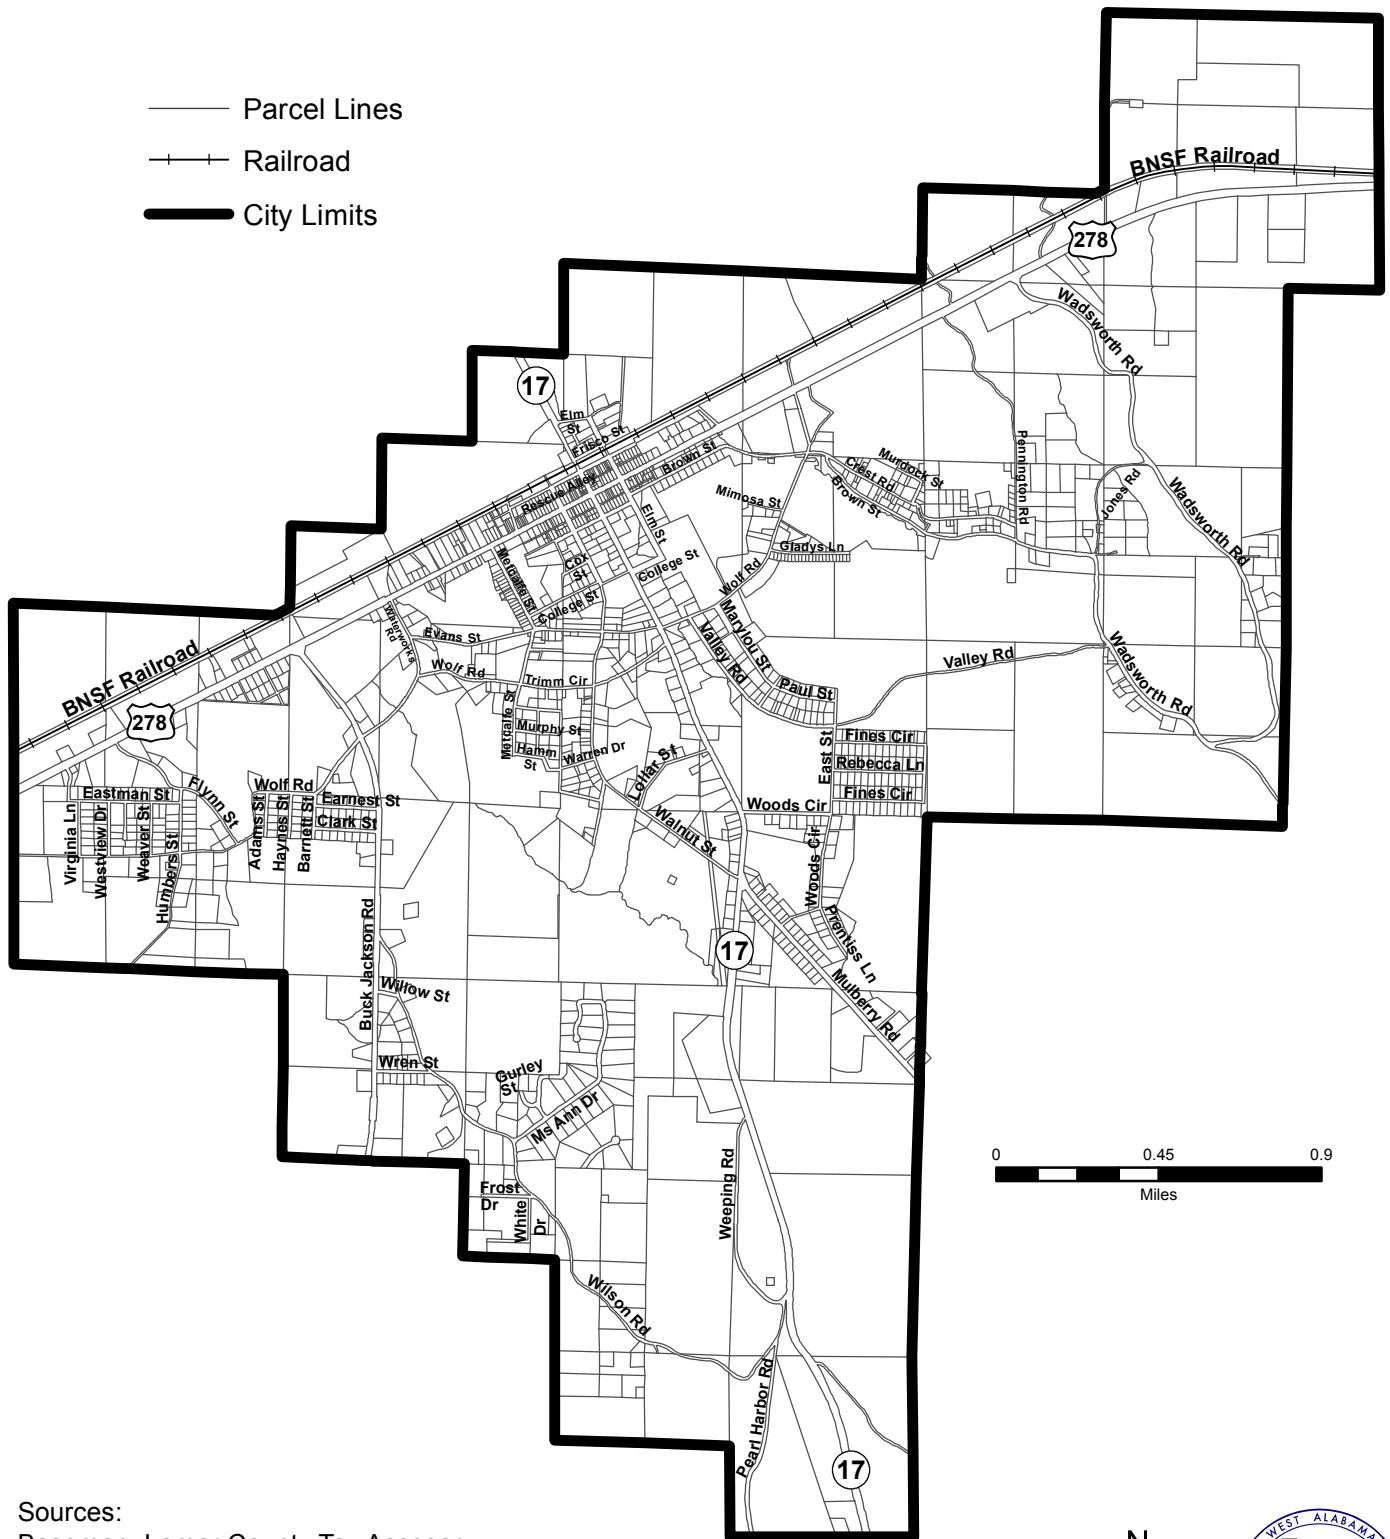 Parcel Lines
Railroad
City Limits
BNSF Railroad
278
Wadsworth Rd
17
Elm
St
Frisco St
Brown St
Rescue Alley
Murdock St
Crest Rd
Brown St
Pennington Rd
Jones Rd
Wadsworth Rd
Mimosa St
Elm St
Gladys Ln
Metcalfe St
Cox
St
College St
College St
Wolf Rd
Waterworks
Rd
Evans St
Marylou St
Valley Rd
Valley Rd
Wadsworth Rd
BNSF Railroad
278
Wolf Rd
Trimm Cir
Paul St
Metcalfe St
Murphy St
Hamm
St
Warren Dr
Lollar St
East St
Fines Cir
Rebecca Ln
Fines Cir
Flynn St
Eastman St
Wolf Rd
Earnest St
Clark St
Woods Cir
Walnut St
Virginia Ln
Westview Dr
Weaver St
Humbers St
Adams St
Haynes St
Barnett St
Woods Cir
Prentiss Ln
Buck Jackson Rd
17
Mulberry Rd
Willow St
Wren St
Gurley
St
Ms Ann Dr
0 0.45 0.9
Miles
Weeping Rd
Frost
Dr
White
Dr
Wilson Rd
Pearl Harbor Rd
17
Sources:
WEST ALABAMA